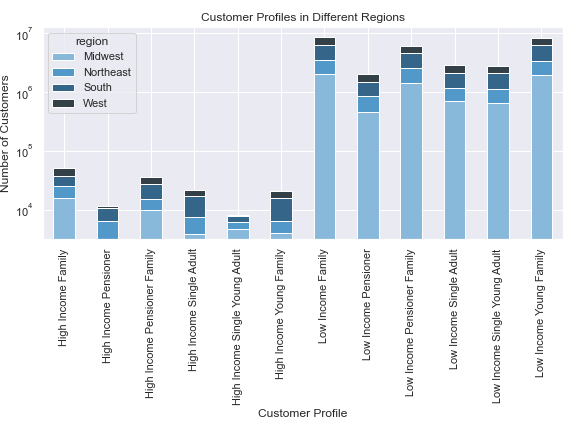 Customer Profiles in Different Regions
region
Midwest
Northeast
South
West
Number of Customers
10^7
10^6
10^5
10^4
High Income Family
High Income Pensioner
High Income Pensioner Family
High Income Single Adult
High Income Single Young Adult
High Income Young Family
Low Income Family
Low Income Pensioner
Low Income Pensioner Family
Low Income Single Adult
Low Income Single Young Adult
Low Income Young Family
Customer Profile